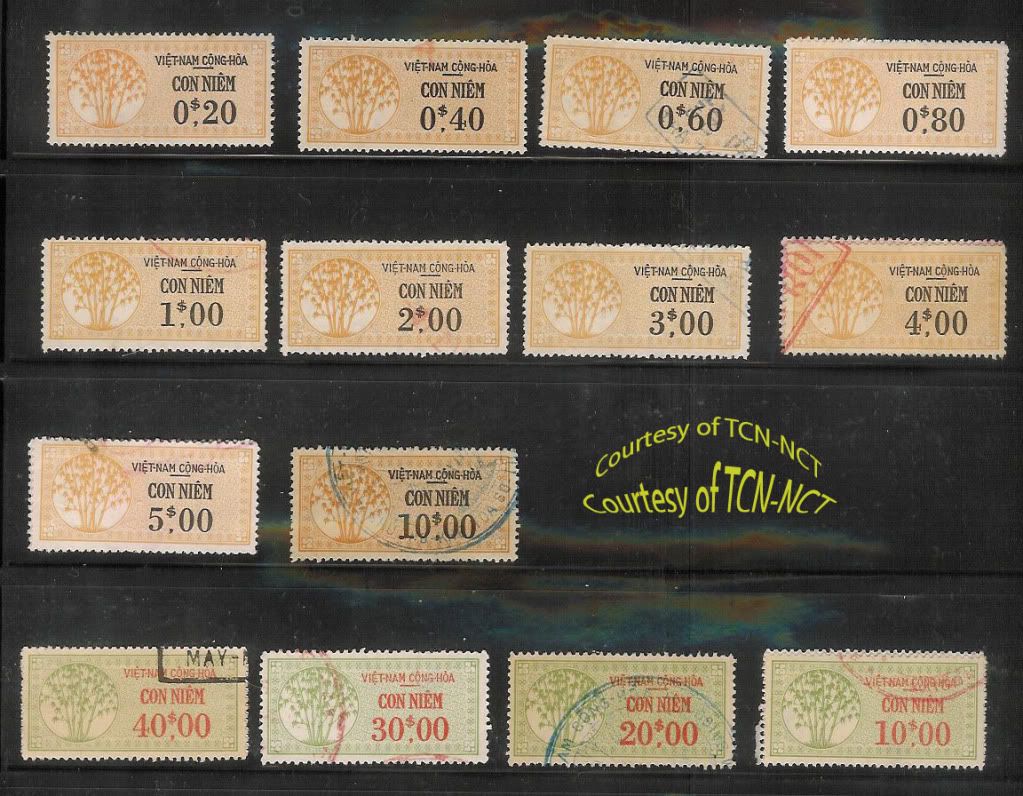 VIỆT-NAM CỘNG-HÒA
CON NIÊM
0$,20
VIỆT-NAM CỘNG-HÒA
CON NIÊM
0$,40
VIỆT-NAM CỘNG-HÒA
CON NIÊM
0$,60
VIỆT-NAM CỘNG-HÒA
CON NIÊM
0$,80
VIỆT-NAM CỘNG-HÒA
CON NIÊM
1$,00
VIỆT-NAM CỘNG-HÒA
CON NIÊM
2$,00
VIỆT-NAM CỘNG-HÒA
CON NIÊM
3$,00
VIỆT-NAM CỘNG-HÒA
CON NIÊM
4$,00
VIỆT-NAM CỘNG-HÒA
CON NIÊM
5$,00
VIỆT-NAM CỘNG-HÒA
CON NIÊM
10$,00
Courtesy of TCN-NCT
Courtesy of TCN-NCT
MAY-
VIỆT-NAM CỘNG-HÒA
CON NIÊM
40$,00
VIỆT-NAM CỘNG-HÒA
CON NIÊM
30$,00
VIỆT-NAM CỘNG-HÒA
CON NIÊM
20$,00
VIỆT-NAM CỘNG-HÒA
CON NIÊM
10$,00